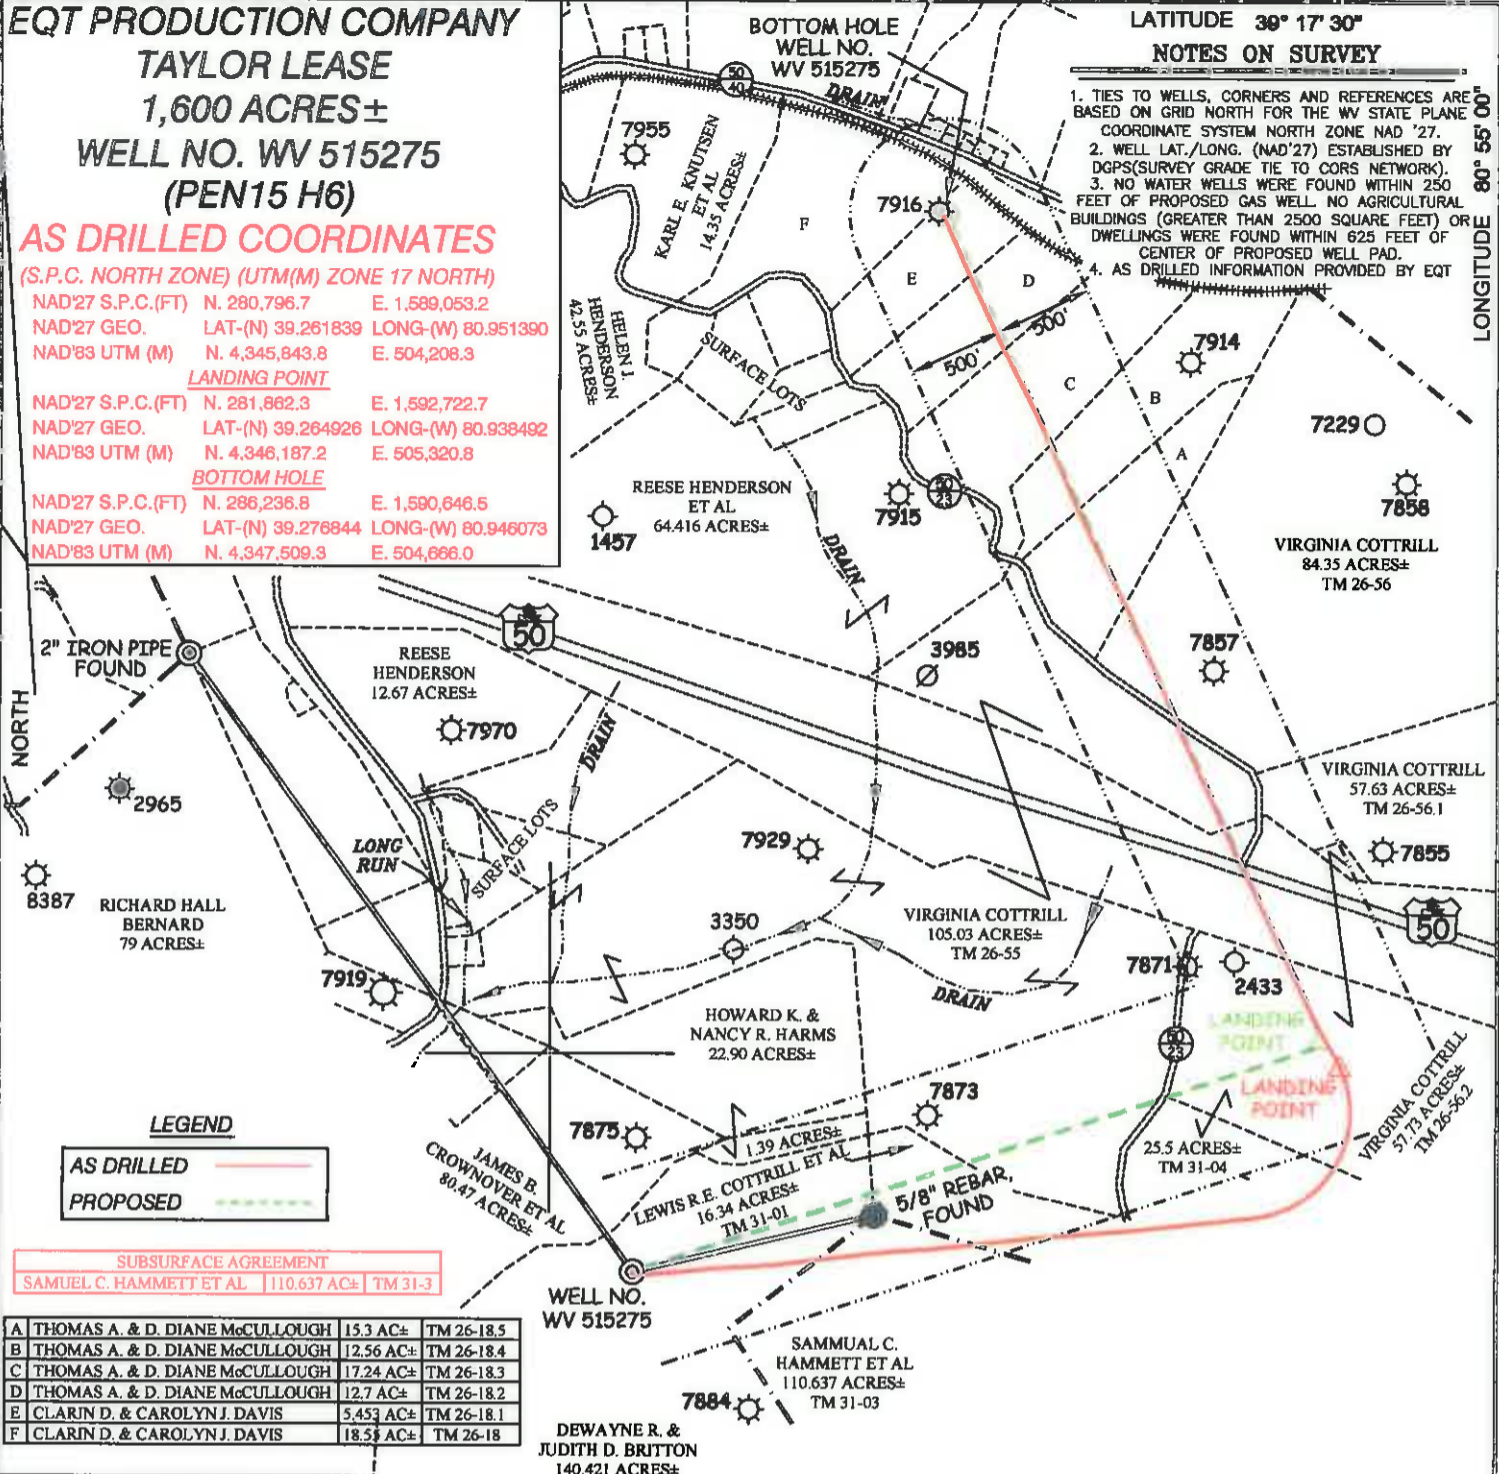 EQT PRODUCTION COMPANY
TAYLOR LEASE
1,600 ACRES±
WELL NO. WV 515275
(PEN15 H6)
AS DRILLED COORDINATES
(S.P.C. NORTH ZONE) (UTM(M) ZONE 17 NORTH)
NAD'27 S.P.C.(FT) N. 280,796.7 E. 1,589,053.2
NAD'27 GEO. LAT-(N) 39.261839 LONG-(W) 80.951390
NAD'83 UTM (M) N. 4,345,843.8 E. 504,208.3
LANDING POINT
NAD'27 S.P.C.(FT) N. 281,862.3 E. 1,592,722.7
NAD'27 GEO. LAT-(N) 39.264926 LONG-(W) 80.938492
NAD'83 UTM (M) N. 4,346,187.2 E. 505,320.8
BOTTOM HOLE
NAD'27 S.P.C.(FT) N. 286,236.8 E. 1,590,646.5
NAD'27 GEO. LAT-(N) 39.276844 LONG-(W) 80.946073
NAD'83 UTM (M) N. 4,347,509.3 E. 504,666.0
BOTTOM HOLE
WELL NO.
WV 515275
LATITUDE 39° 17' 30"
NOTES ON SURVEY
1. TIES TO WELLS, CORNERS AND REFERENCES ARE
BASED ON GRID NORTH FOR THE WV STATE PLANE
COORDINATE SYSTEM NORTH ZONE NAD '27.
2. WELL LAT./LONG. (NAD'27) ESTABLISHED BY
DGPS(SURVEY GRADE TIE TO CORS NETWORK).
3. NO WATER WELLS WERE FOUND WITHIN 250
FEET OF PROPOSED GAS WELL. NO AGRICULTURAL
BUILDINGS (GREATER THAN 2500 SQUARE FEET) OR
DWELLINGS WERE FOUND WITHIN 625 FEET OF
CENTER OF PROPOSED WELL PAD.
4. AS DRILLED INFORMATION PROVIDED BY EQT
LONGITUDE 80° 55' 00"
50
40
DRAIN
7955
KARL E. KNUTSEN
ET AL
14.35 ACRES±
7916
F
E
D
C
B
A
500'
500'
HELEN J.
HENDERSON
42.55 ACRES±
SURFACE LOTS
7914
7229
7858
REESE HENDERSON
ET AL
64.416 ACRES±
7915
50
23
1457
DRAIN
VIRGINIA COTTRILL
84.35 ACRES±
TM 26-56
50
2" IRON PIPE
FOUND
REESE
HENDERSON
12.67 ACRES±
3985
7857
NORTH
7970
DRAIN
2965
VIRGINIA COTTRILL
57.63 ACRES±
TM 26-56.1
LONG
RUN
SURFACE LOTS
7929
7855
8387
RICHARD HALL
BERNARD
79 ACRES±
3350
VIRGINIA COTTRILL
105.03 ACRES±
TM 26-55
50
7919
7871
2433
DRAIN
HOWARD K. &
NANCY R. HARMS
22.90 ACRES±
LANDING
POINT
50
23
LANDING
POINT
VIRGINIA COTTRILL
57.73 ACRES±
TM 26-56.2
LEGEND
AS DRILLED
PROPOSED
7873
7875
1.39 ACRES±
25.5 ACRES±
TM 31-04
JAMES B.
CROWNOVER ET AL
80.47 ACRES±
LEWIS R.E. COTTRILL ET AL
16.34 ACRES±
TM 31-01
5/8" REBAR,
FOUND
SUBSURFACE AGREEMENT
SAMUEL C. HAMMETT ET AL 110.637 AC± TM 31-3
WELL NO.
WV 515275
A THOMAS A. & D. DIANE McCULLOUGH 15.3 AC± TM 26-18.5
B THOMAS A. & D. DIANE McCULLOUGH 12.56 AC± TM 26-18.4
C THOMAS A. & D. DIANE McCULLOUGH 17.24 AC± TM 26-18.3
D THOMAS A. & D. DIANE McCULLOUGH 12.7 AC± TM 26-18.2
E CLARIN D. & CAROLYN J. DAVIS 5.453 AC± TM 26-18.1
F CLARIN D. & CAROLYN J. DAVIS AC± TM 26-18
SAMMUAL C.
HAMMETT ET AL
110.637 ACRES±
TM 31-03
7884
DEWAYNE R. &
JUDITH D. BRITTON
140.421 ACRES±